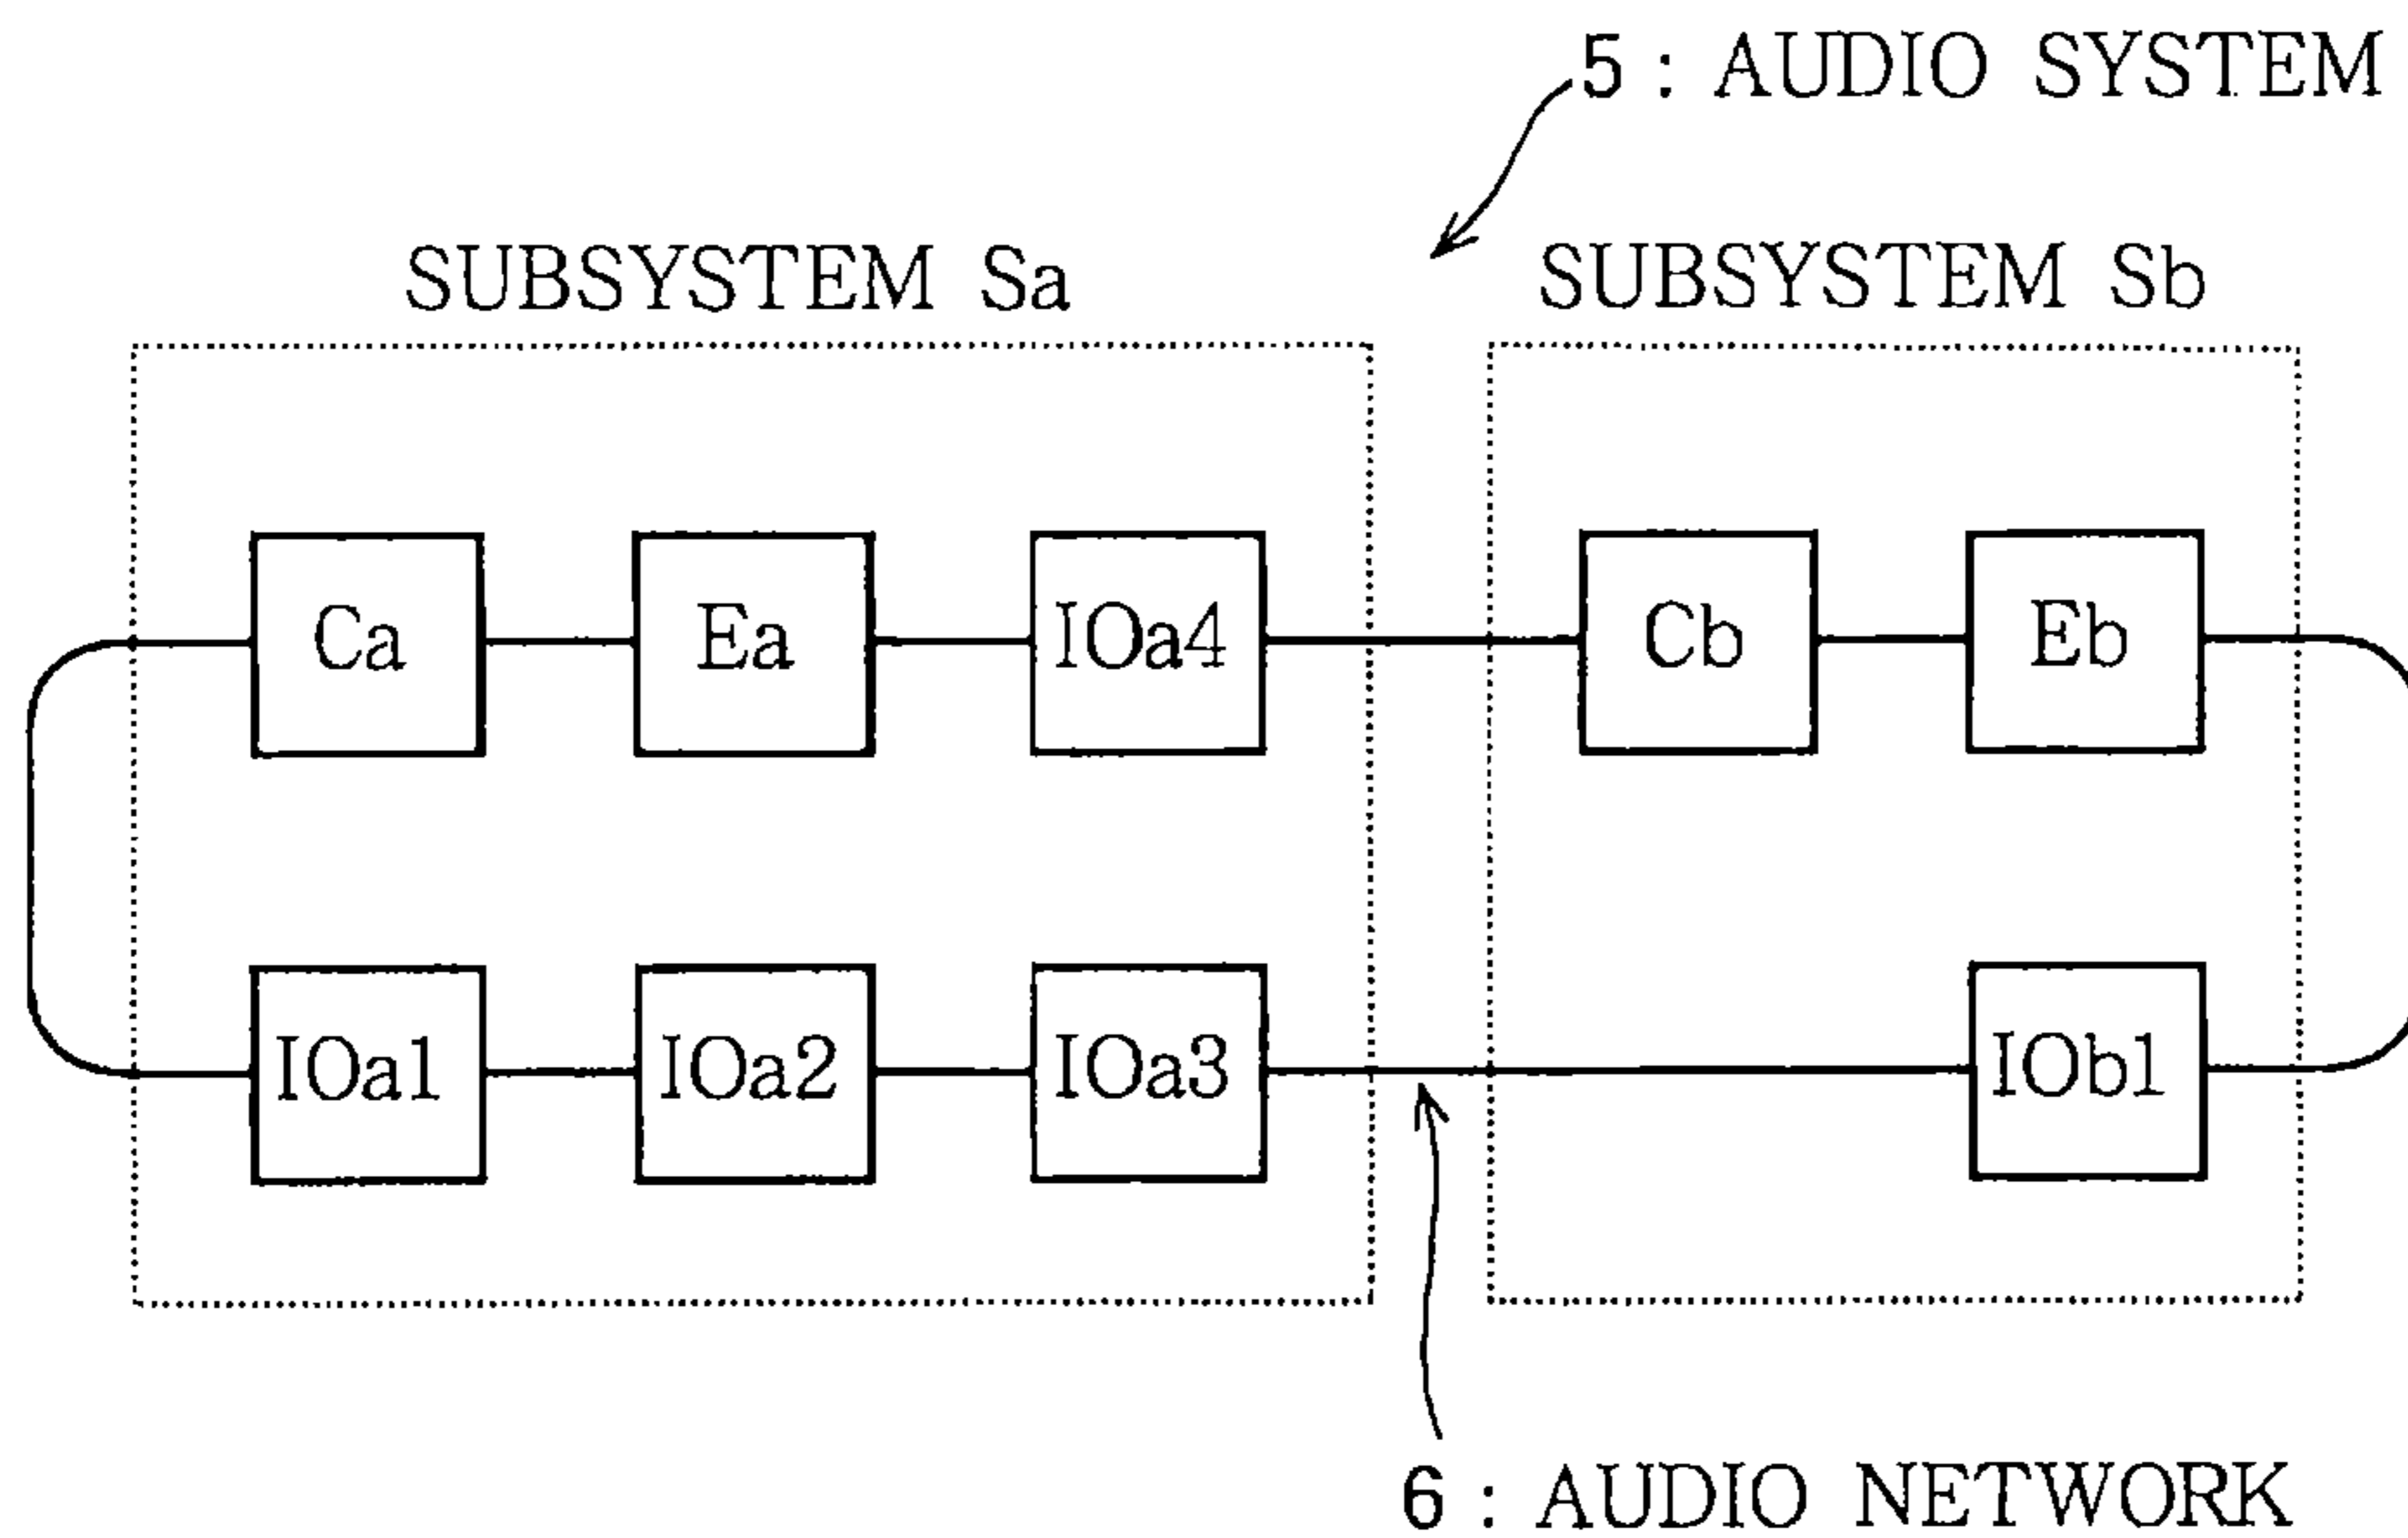 5 : AUDIO SYSTEM
SUBSYSTEM Sa
SUBSYSTEM Sb
Ca
Ea
IOa4
Cb
Eb
IOa1
IOa2
IOa3
IOb1
6 : AUDIO NETWORK